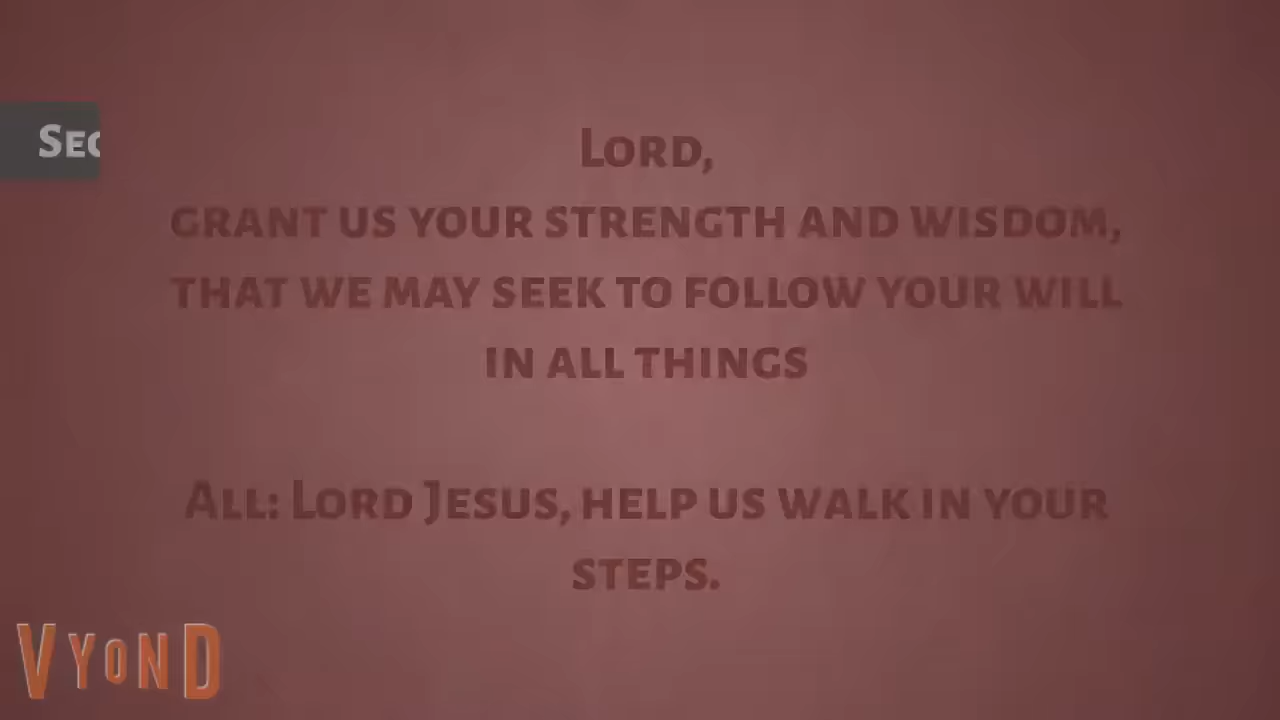 Sec
Lord,
grant us your strength and wisdom,
that we may seek to follow your will
in all things
All: Lord Jesus, help us walk in your
steps.
VYOND